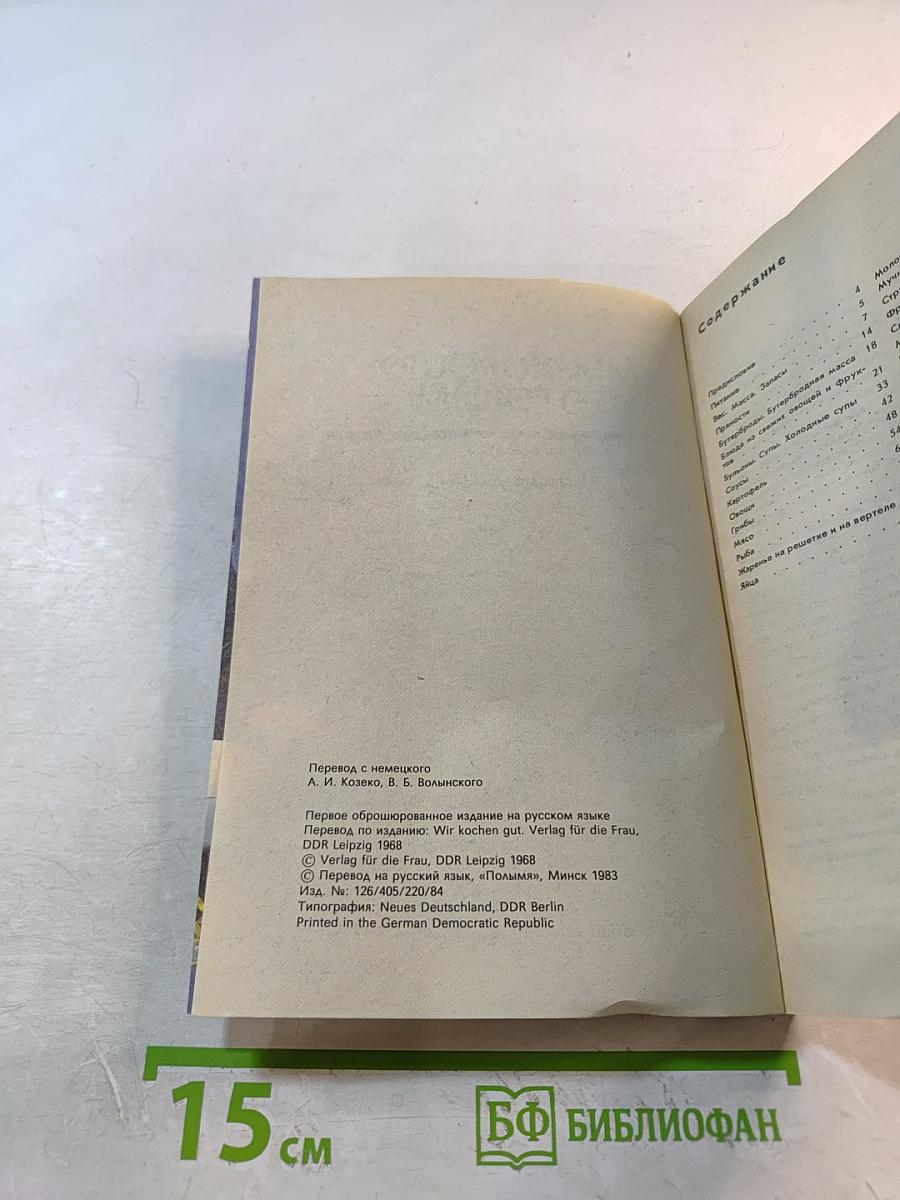 Перевод с немецкого
А. И. Козеко, В. Б. Волынского
Первое оброшюрованное издание на русском языке
Перевод по изданию: Wir kochen gut. Verlag für die Frau,
DDR Leipzig 1968
© Verlag für die Frau, DDR Leipzig 1968
© Перевод на русский язык, «Полымя», Минск 1983
Изд. №: 126/405/220/84
Типография: Neues Deutschland, DDR Berlin
Printed in the German Democratic Republic
Содержание
Предисловие 4
Питание 5
Вес. Масса. Запасы 7
Пряности 14
Бутерброды. Бутербродная масса 18
Блюда из свежих овощей и фрук-
тов 21
Бульоны. Супы. Холодные супы 33
Соусы 42
Картофель 48
Овощи 54
Грибы
Мясо
Рыба
Жаренье на решетке и на вертеле
Яйца
15 см
БФ БИБЛИОФАН